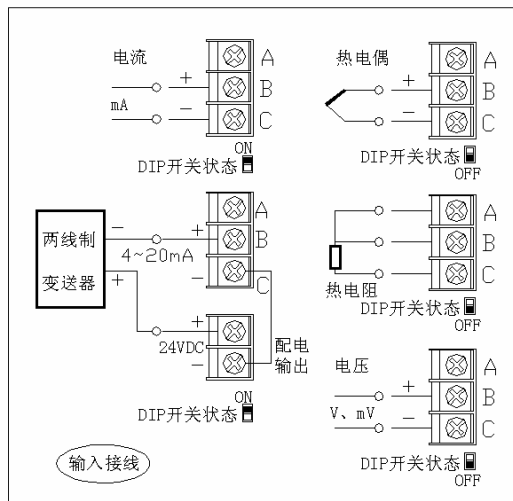 电流
A
+
B
mA
−
C
ON
DIP开关状态
热电偶
A
+
B
−
C
DIP开关状态
OFF
两线制
变送器
−
+
4~20mA
A
+
B
−
C
24VDC
+
−
配电
输出
ON
DIP开关状态
A
B
C
热电阻
DIP开关状态
OFF
电压
A
+
B
V、mV
−
C
DIP开关状态
OFF
输入接线